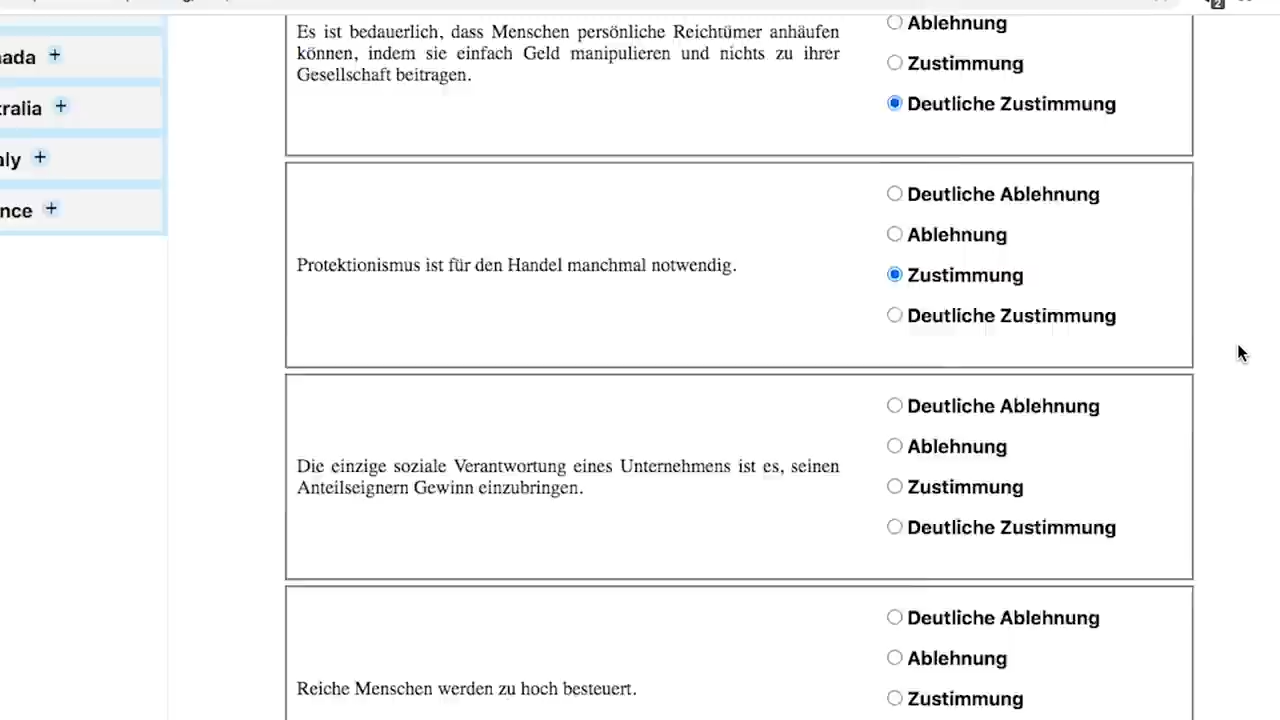 2
ada +
ralia +
aly +
nce +
Es ist bedauerlich, dass Menschen persönliche Reichtümer anhäufen
können, indem sie einfach Geld manipulieren und nichts zu ihrer
Gesellschaft beitragen.
Ablehnung
Zustimmung
Deutliche Zustimmung
Protektionismus ist für den Handel manchmal notwendig.
Deutliche Ablehnung
Ablehnung
Zustimmung
Deutliche Zustimmung
Die einzige soziale Verantwortung eines Unternehmens ist es, seinen
Anteilseignern Gewinn einzubringen.
Deutliche Ablehnung
Ablehnung
Zustimmung
Deutliche Zustimmung
Reiche Menschen werden zu hoch besteuert.
Deutliche Ablehnung
Ablehnung
Zustimmung